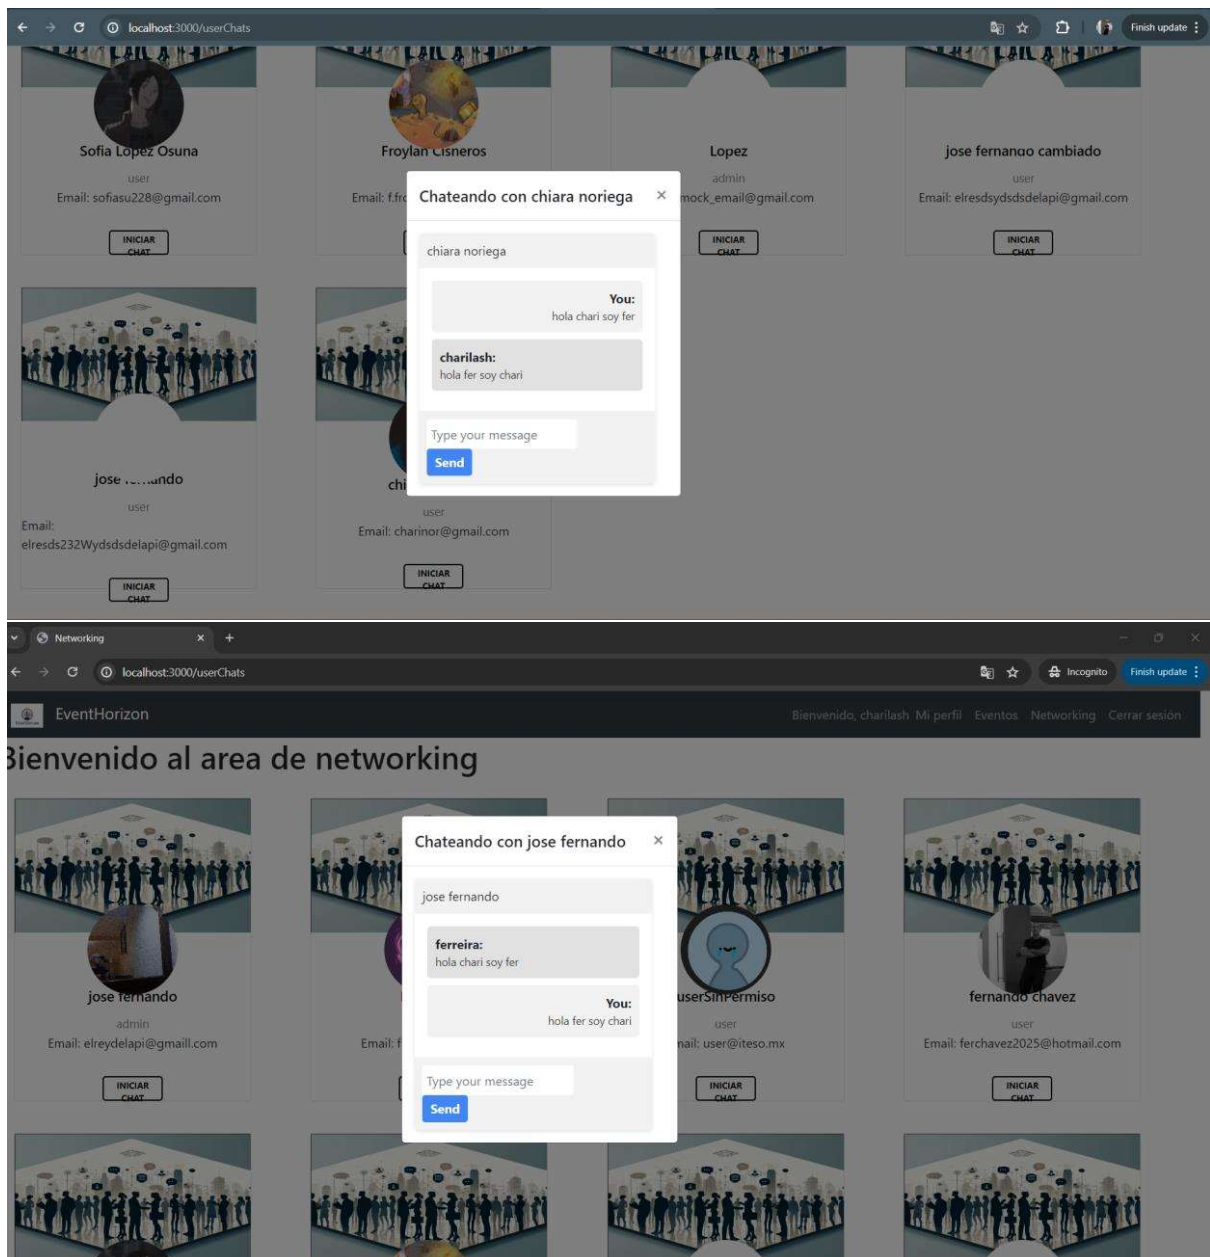 localhost:3000/userChats
Finish update
Sofia Lopez Osuna
user
Email: sofiasu228@gmail.com
INICIAR
CHAT
Froylan Cisneros
Email: f.frc
Lopez
admin
mock_email@gmail.com
INICIAR
CHAT
jose fernando cambiado
user
Email: elresdsydsdsdelapi@gmail.com
INICIAR
CHAT
Chateando con chiara noriega ×
chiara noriega
You:
hola chari soy fer
charilash:
hola fer soy chari
Type your message
Send
jose
ndo
user
Email:
elresds232Wydsdsdelapi@gmail.com
INICIAR
CHAT
chi
user
Email: charinor@gmail.com
INICIAR
CHAT
Networking
localhost:3000/userChats
Incognito
Finish update
EventHorizon
Bienvenido, charilash Mi perfil Eventos Networking Cerrar sesión
Bienvenido al area de networking
jose fernando
admin
Email: elreydelapi@gmaill.com
INICIAR
CHAT
Email: f
userSinPermiso
user
mail: user@iteso.mx
INICIAR
CHAT
fernando chavez
user
Email: ferchavez2025@hotmail.com
INICIAR
CHAT
Chateando con jose fernando ×
jose fernando
ferreira:
hola chari soy fer
You:
hola fer soy chari
Type your message
Send